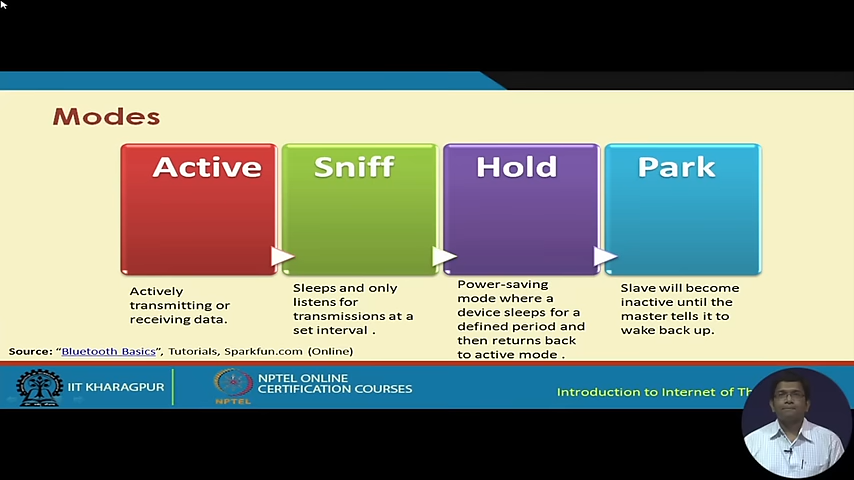 Modes
Active
Sniff
Hold
Park
Actively
transmitting or
receiving data.
Sleeps and only
listens for
transmissions at a
set interval .
Power-saving
mode where a
device sleeps for a
defined period and
then returns back
to active mode .
Slave will become
inactive until the
master tells it to
wake back up.
Source: "Bluetooth Basics", Tutorials, Sparkfun.com (Online)
IIT KHARAGPUR
NPTEL
NPTEL ONLINE
CERTIFICATION COURSES
Introduction to Internet of